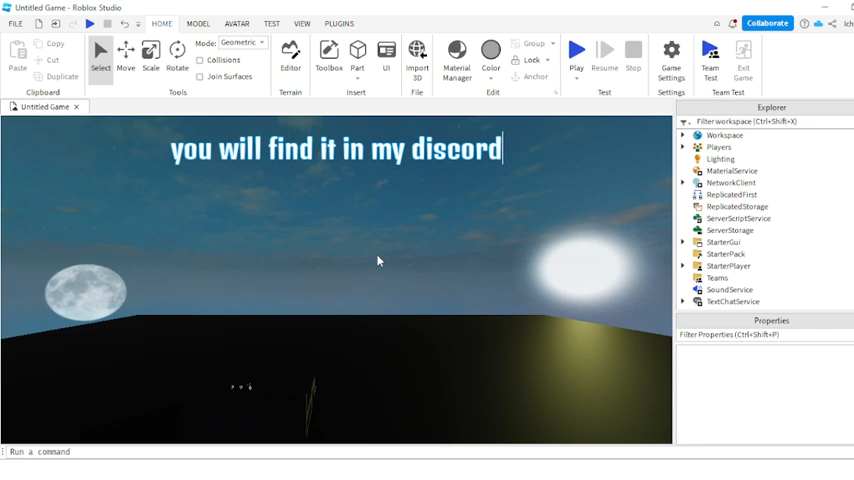 Untitled Game - Roblox Studio
FILE HOME MODEL AVATAR TEST VIEW PLUGINS Collaborate
Paste Copy Cut Duplicate Clipboard
Select Move Scale Rotate Mode: Geometric Collisions Join Surfaces Tools
Editor Terrain
Toolbox Part UI Insert
Import 3D File
Material Manager Color Group Lock Anchor Edit
Play Resume Stop Test
Game Settings Settings
Team Test Exit Game Team Test
Untitled Game
you will find it in my discord
Explorer
Filter workspace (Ctrl+Shift+X)
Workspace
Players
Lighting
MaterialService
NetworkClient
ReplicatedFirst
ReplicatedStorage
ServerScriptService
ServerStorage
StarterGui
StarterPack
StarterPlayer
Teams
SoundService
TextChatService
Properties
Filter Properties (Ctrl+Shift+P)
Run a command